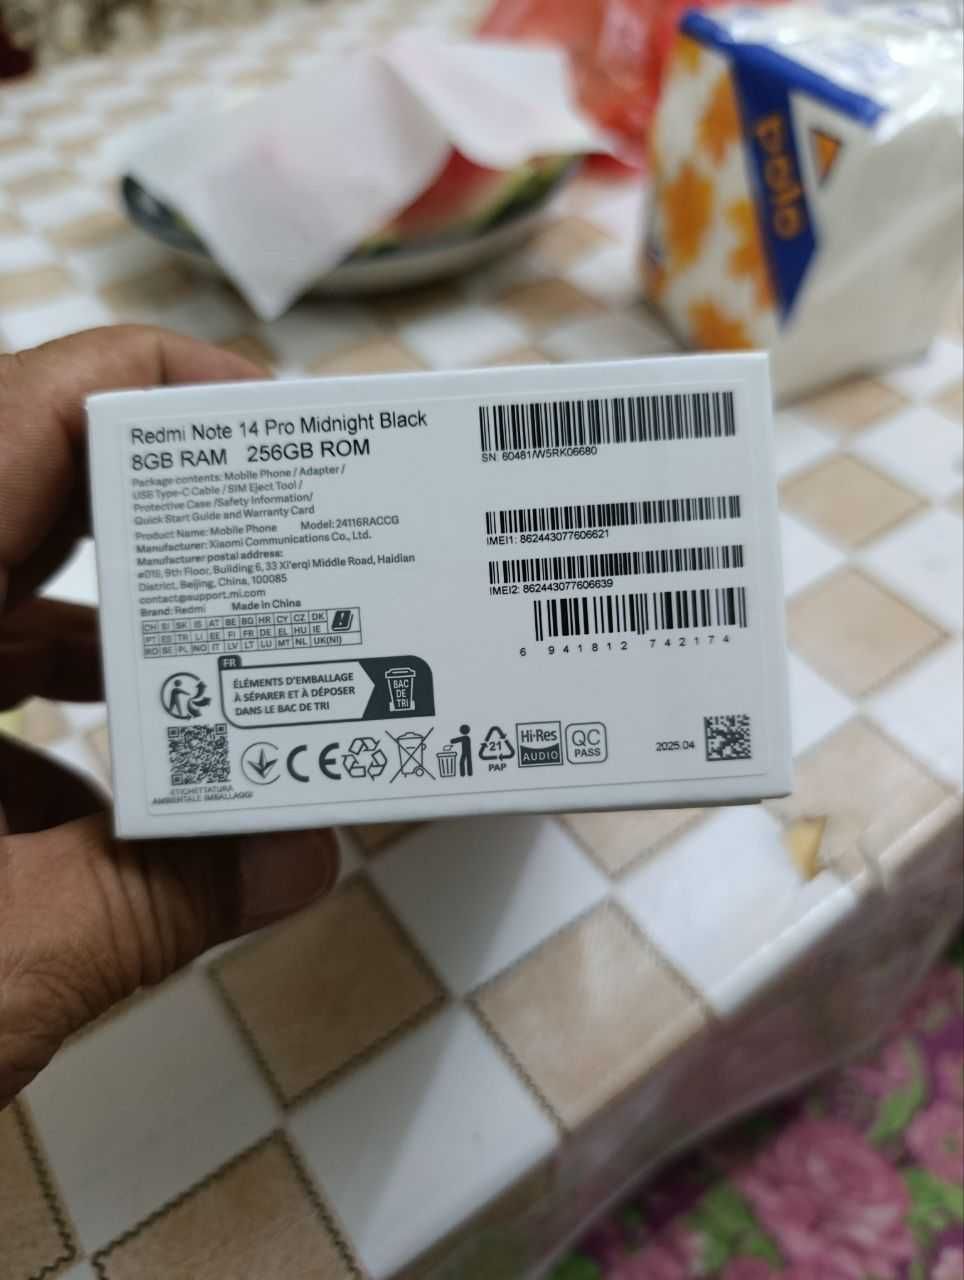 polo
Redmi Note 14 Pro Midnight Black
8GB RAM 256GB ROM
Package contents: Mobile Phone / Adapter /
USB Type-C Cable / SIM Eject Tool /
Protective Case /Safety Information/
Quick Start Guide and Warranty Card
Product Name: Mobile Phone Model: 24116RACCG
Manufacturer: Xiaomi Communications Co., Ltd.
Manufacturer postal address:
#019, 9th Floor, Building 6, 33 Xi'erqi Middle Road, Haidian
District, Beijing, China, 100085
contact@support.mi.com
Brand: Redmi Made in China
CH SI SK IS AT BE BG HR CY CZ DK
PT ES TR LI EE FI FR DE EL HU IE
RO SE PL NO IT LV LT LU MT NL UK(NI)
FR
ÉLÉMENTS D'EMBALLAGE
À SÉPARER ET À DÉPOSER
DANS LE BAC DE TRI
BAC
DE
TRI
ETICHETTATURA
AMBIENTALE IMBALLAGGI
CE
21
PAP
Hi-Res
AUDIO
QC
PASS
SN: 60481/W5RK06680
IMEI1: 862443077606621
IMEI2: 862443077606639
6 941812 742174
2025.04